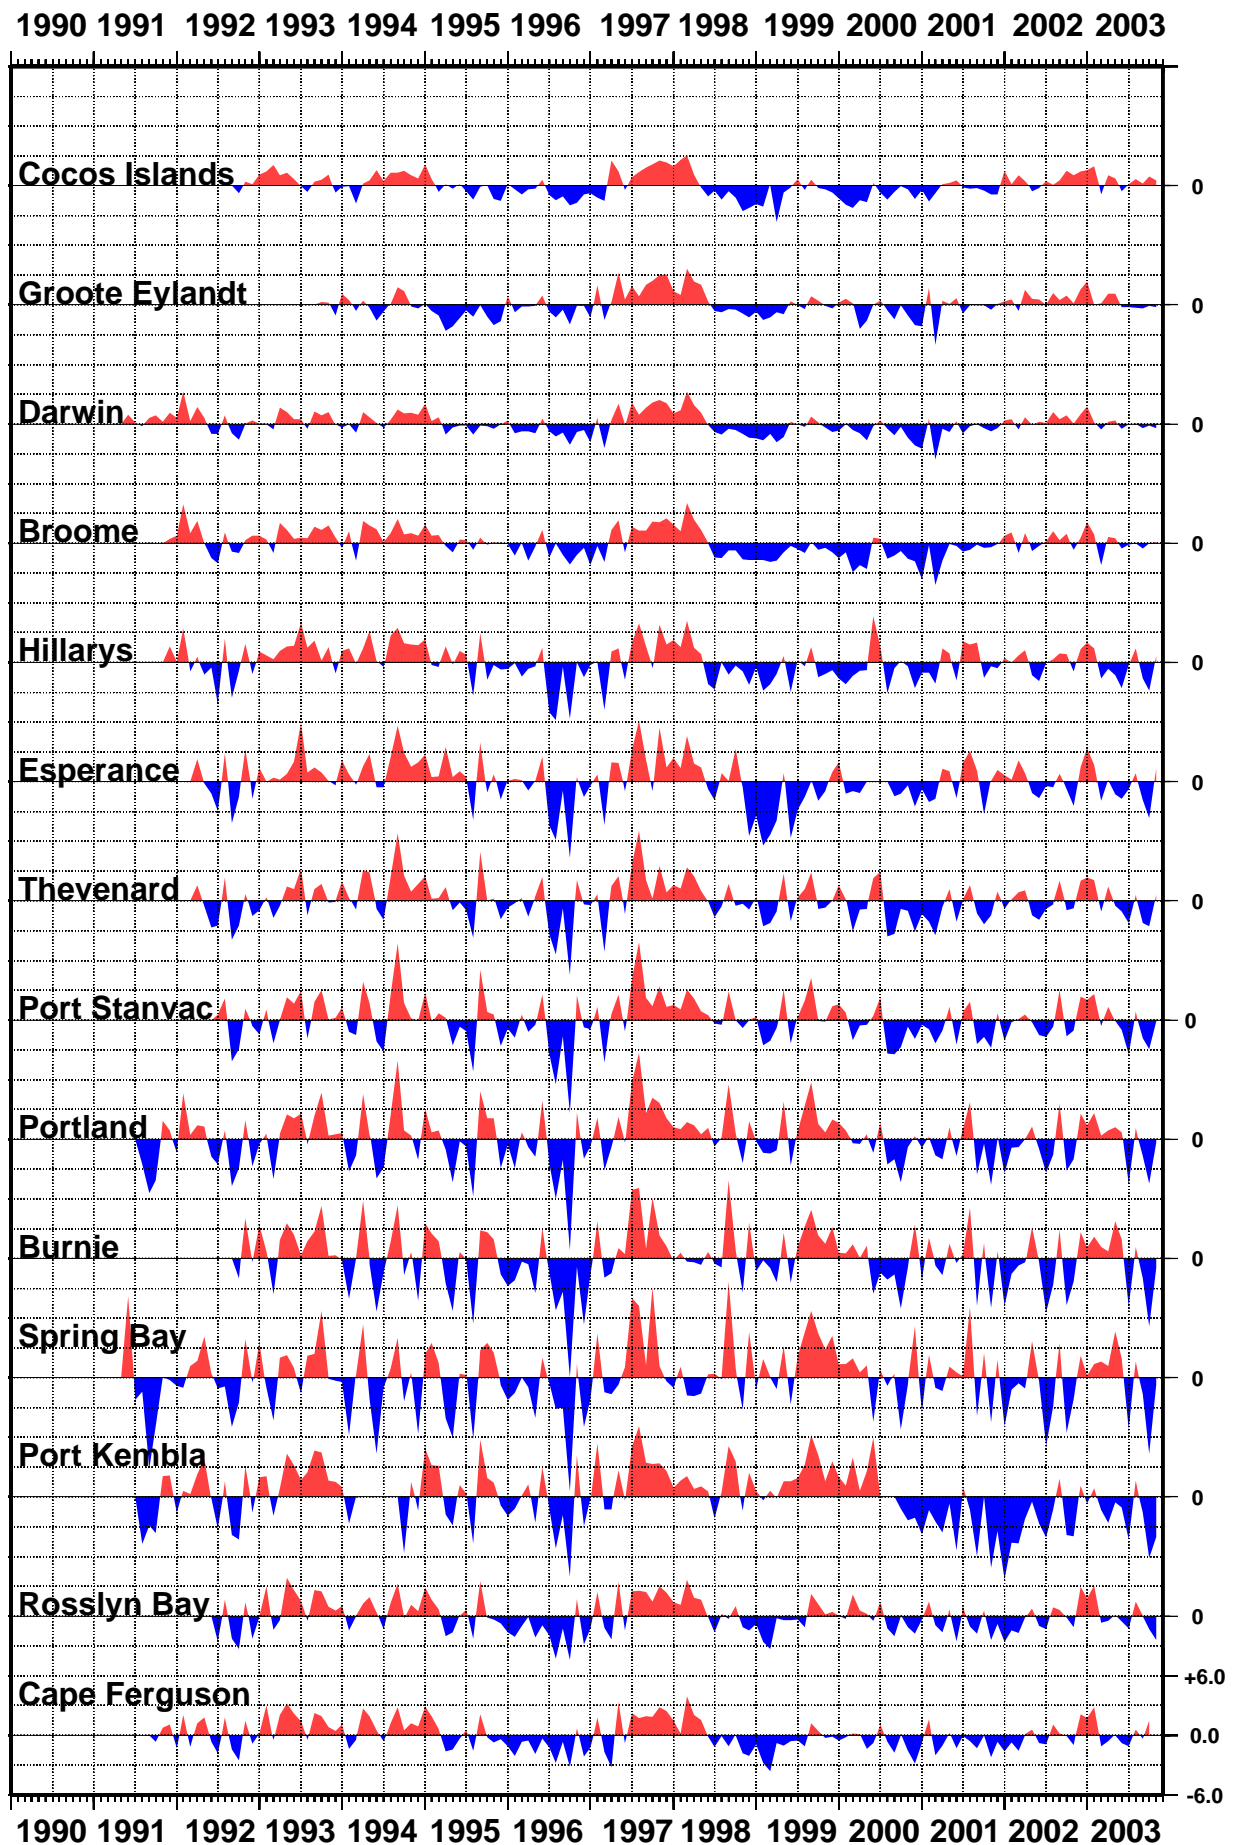 1990 1991 1992 1993 1994 1995 1996 1997 1998 1999 2000 2001 2002 2003
Cocos Islands 0
Groote Eylandt 0
Darwin 0
Broome 0
Hillarys 0
Esperance 0
Thevenard 0
Port Stanvac 0
Portland 0
Burnie 0
Spring Bay 0
Port Kembla 0
Rosslyn Bay 0
+6.0
Cape Ferguson
0.0
-6.0
1990 1991 1992 1993 1994 1995 1996 1997 1998 1999 2000 2001 2002 2003